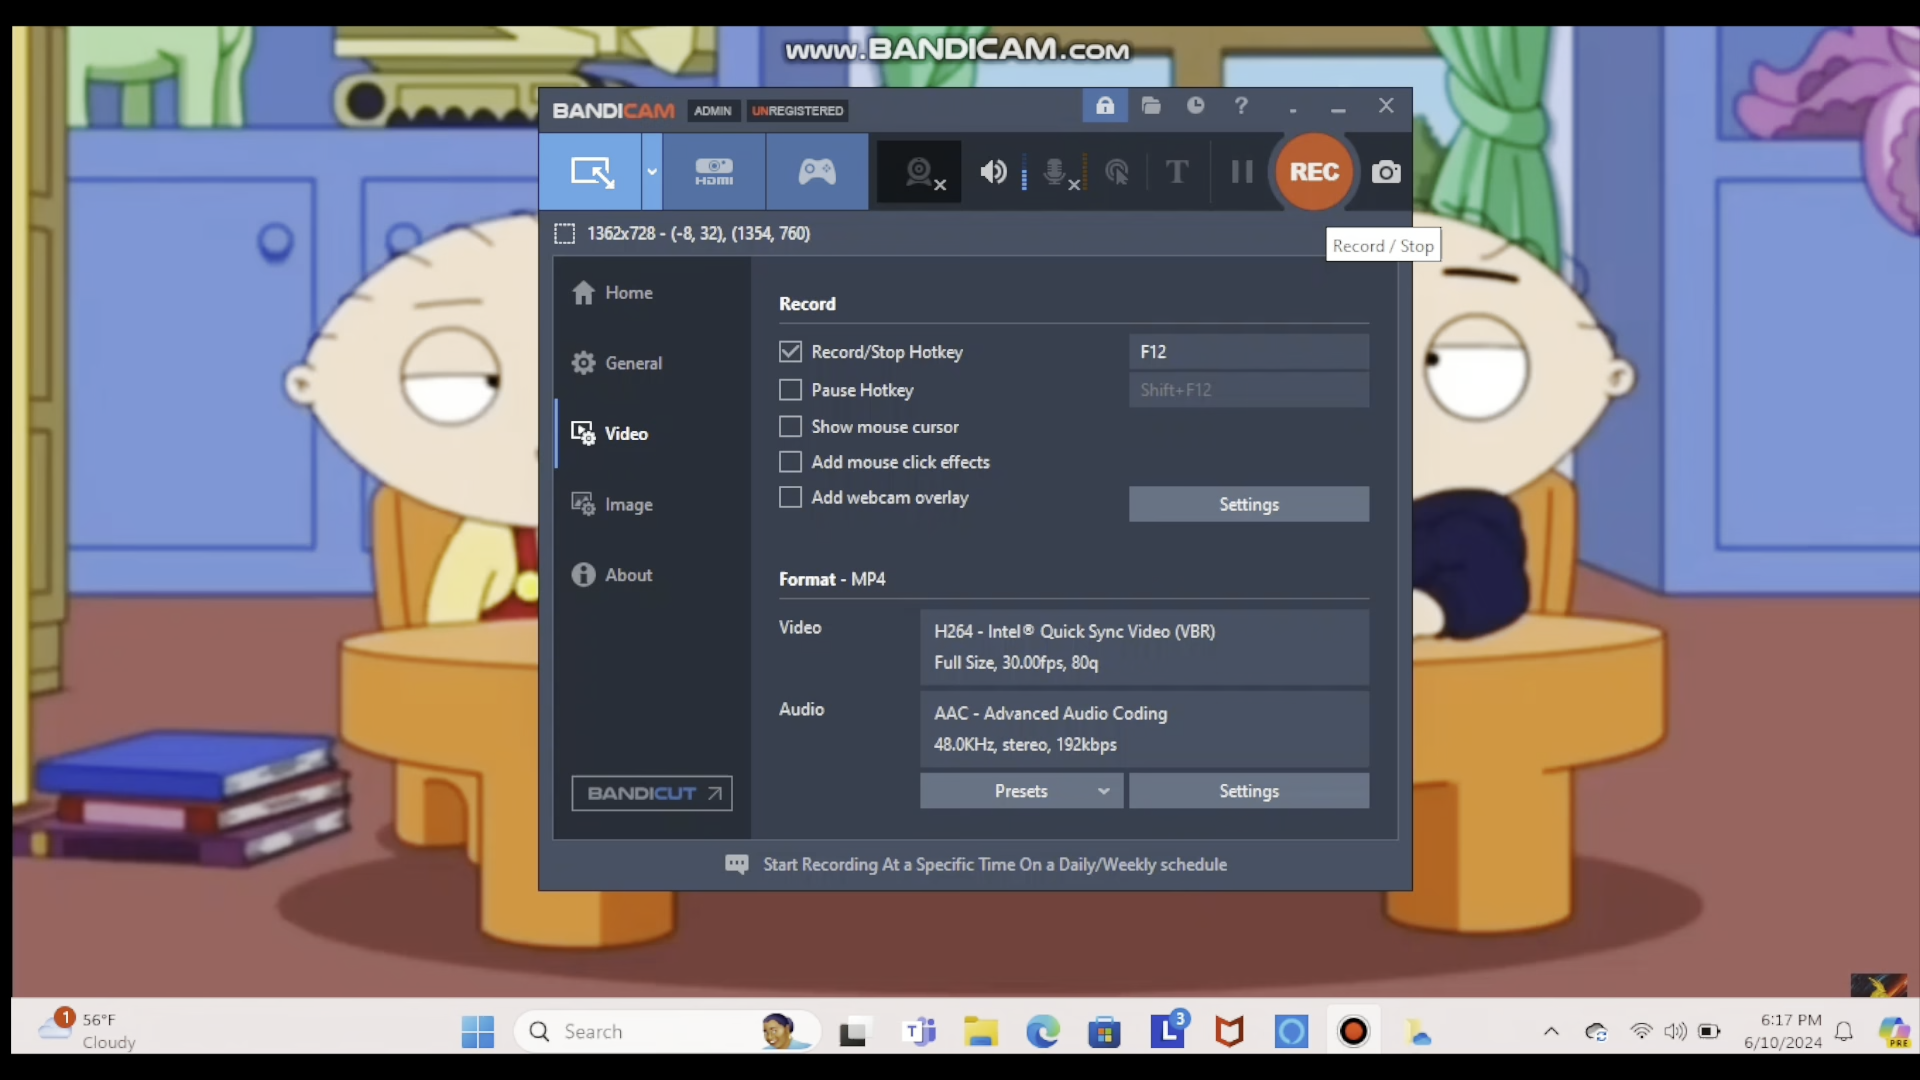 www.BANDICAM.com
BANDICAM ADMIN UNREGISTERED ?
HDMI T REC
1362x728 - (-8, 32), (1354, 760)
Record / Stop
Home
General
Video
Image
About
BANDICUT
Record
Record/Stop Hotkey F12
Pause Hotkey Shift+F12
Show mouse cursor
Add mouse click effects
Add webcam overlay Settings
Format - MP4
Video H264 - Intel® Quick Sync Video (VBR)
Full Size, 30.00fps, 80q
Audio AAC - Advanced Audio Coding
48.0KHz, stereo, 192kbps
Presets Settings
Start Recording At a Specific Time On a Daily/Weekly schedule
1 56°F
Cloudy
Search
T
L 3
6:17 PM
6/10/2024
PRE